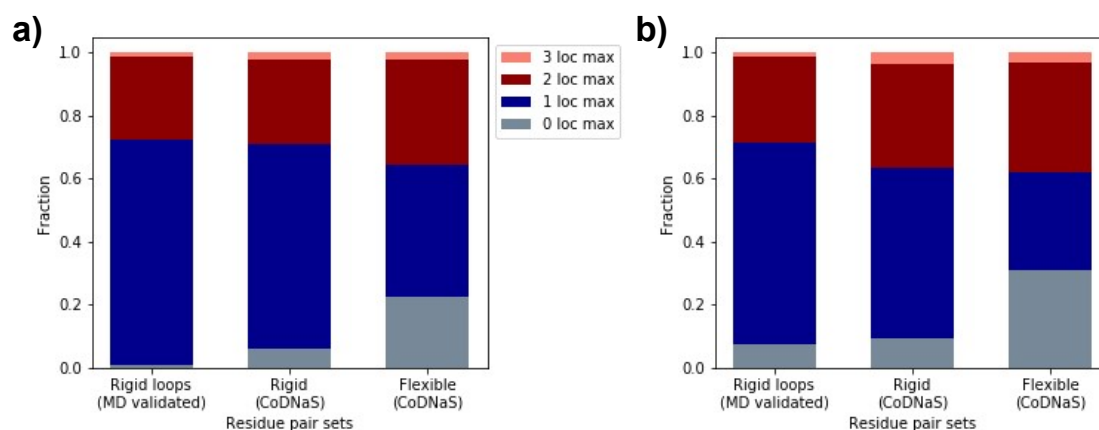 a)
1.0
0.8
0.6
0.4
0.2
0.0
Fraction
Rigid loops
(MD validated)
Rigid
(CoDNaS)
Flexible
(CoDNaS)
Residue pair sets
3 loc max
2 loc max
1 loc max
0 loc max
b)
1.0
0.8
0.6
0.4
0.2
0.0
Fraction
Rigid loops
(MD validated)
Rigid
(CoDNaS)
Flexible
(CoDNaS)
Residue pair sets